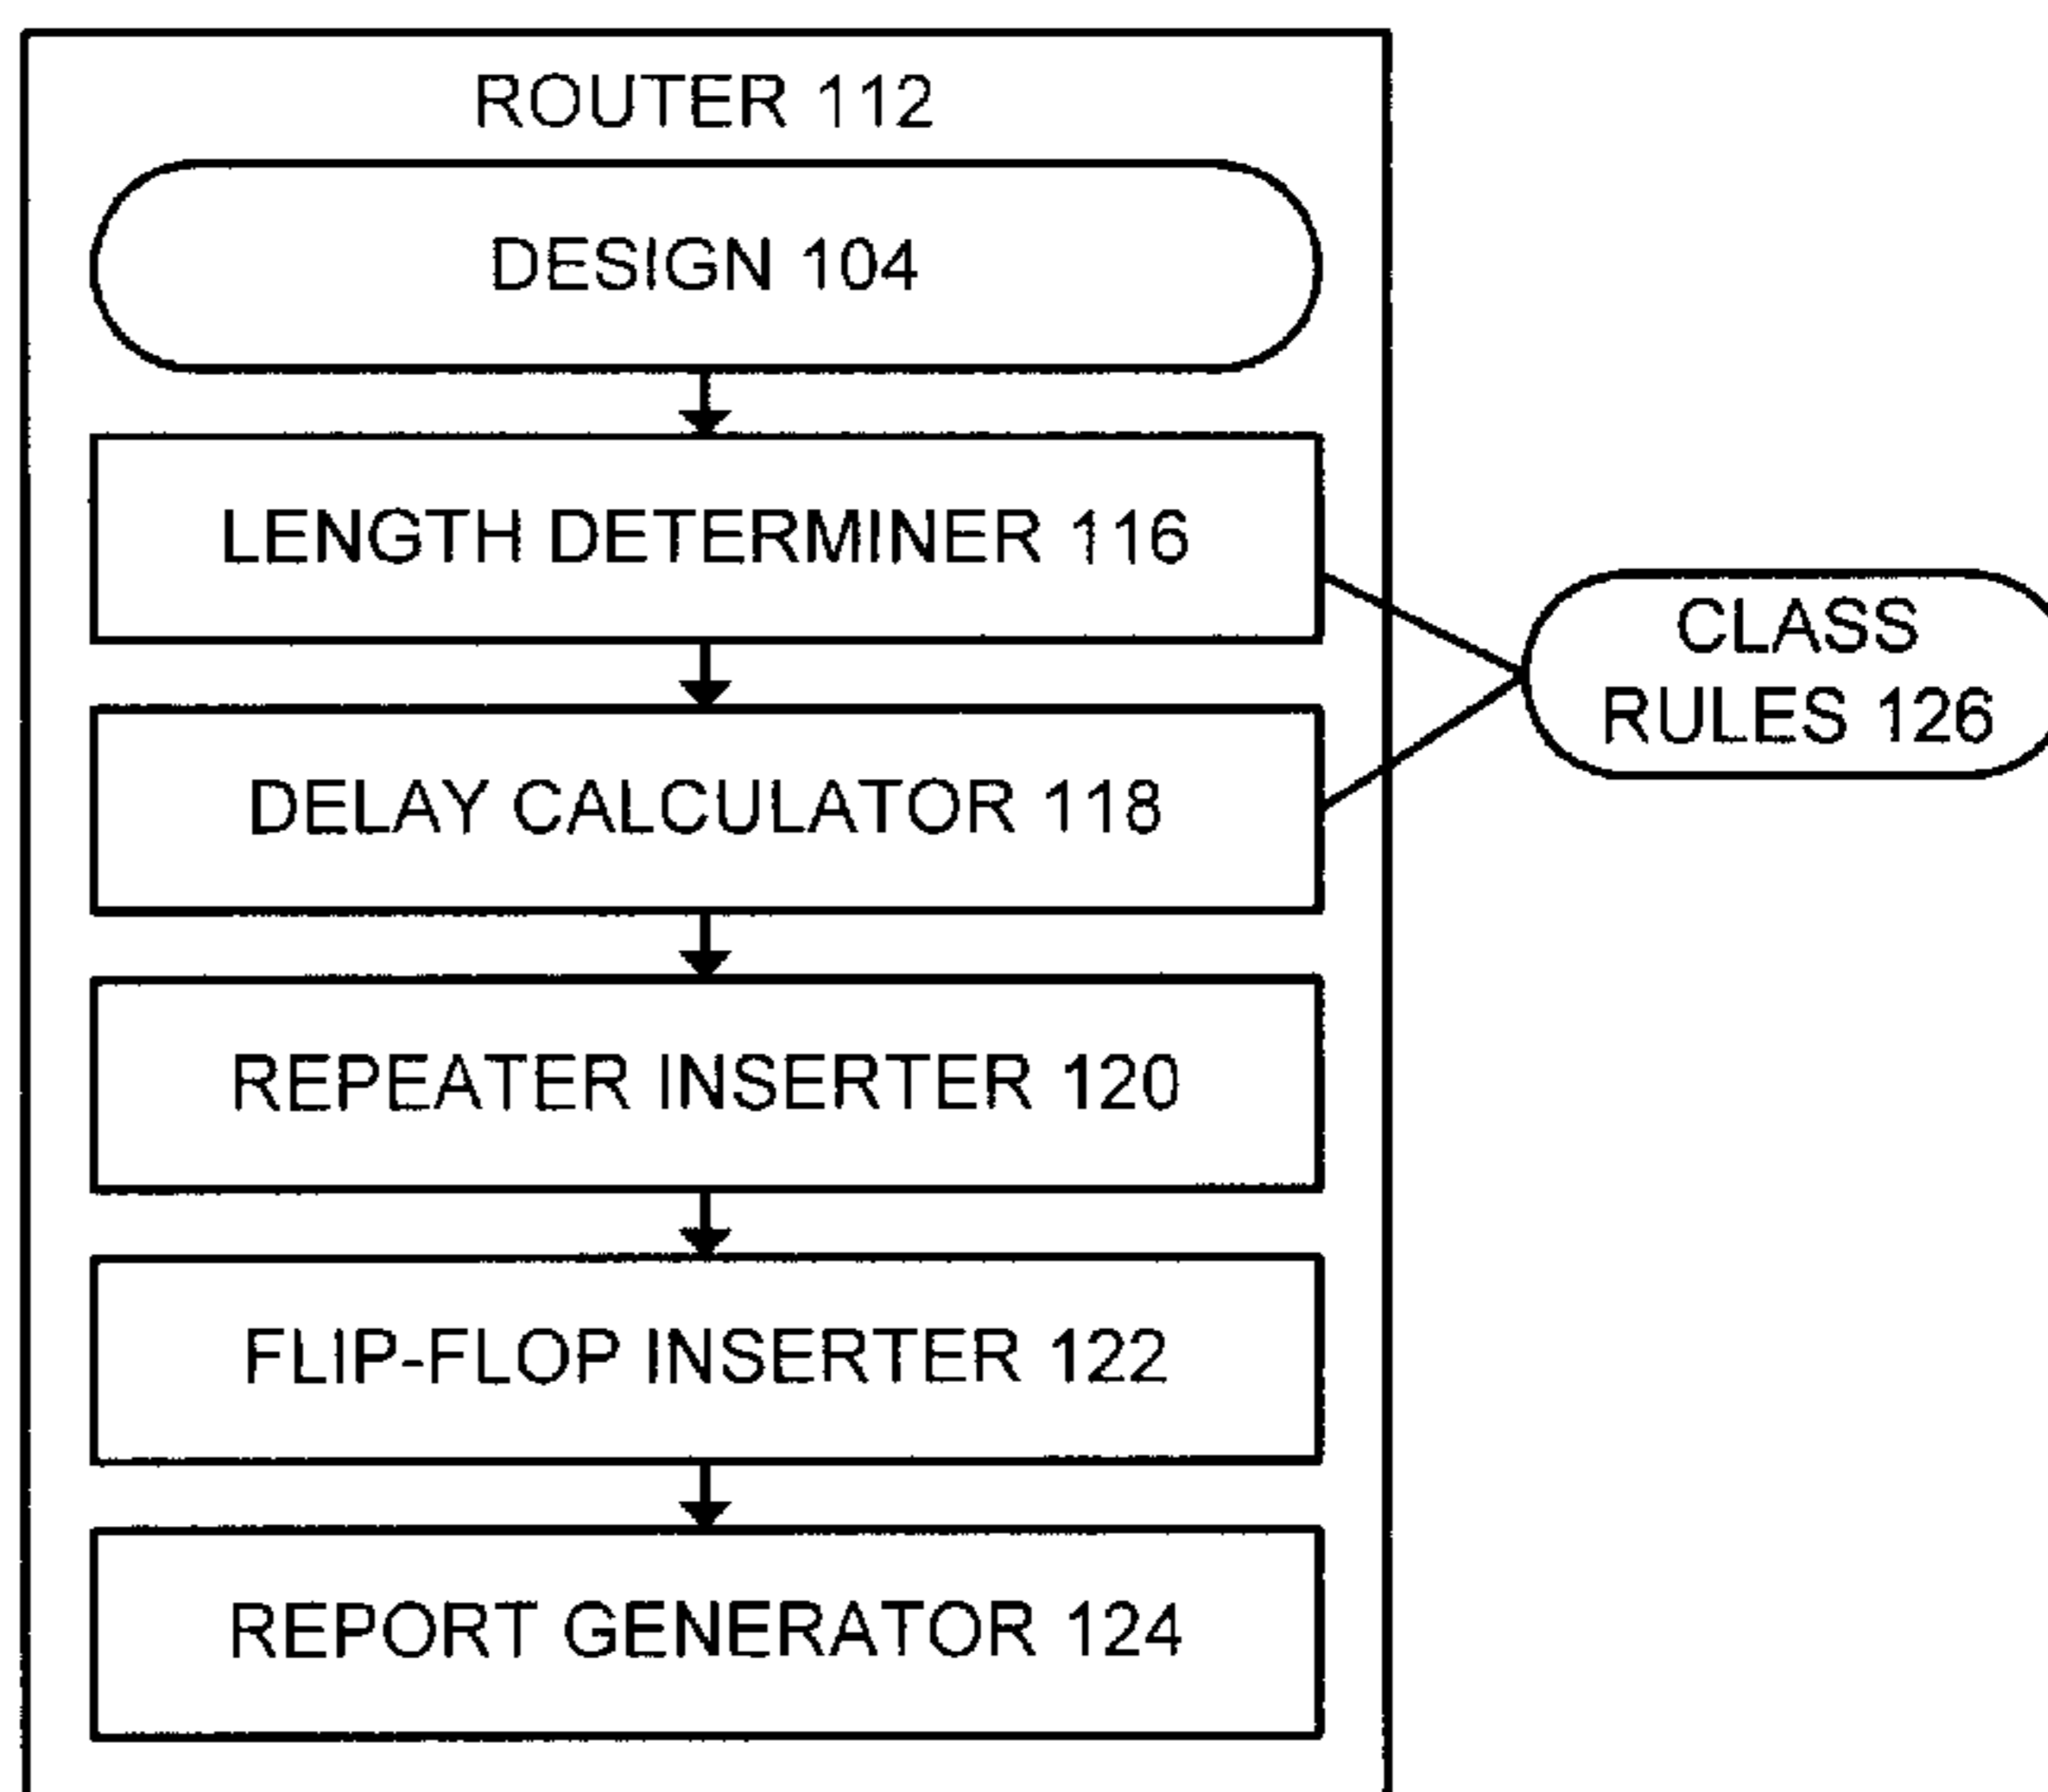 ROUTER 112
DESIGN 104
LENGTH DETERMINER 116
CLASS
RULES 126
DELAY CALCULATOR 118
REPEATER INSERTER 120
FLIP-FLOP INSERTER 122
REPORT GENERATOR 124